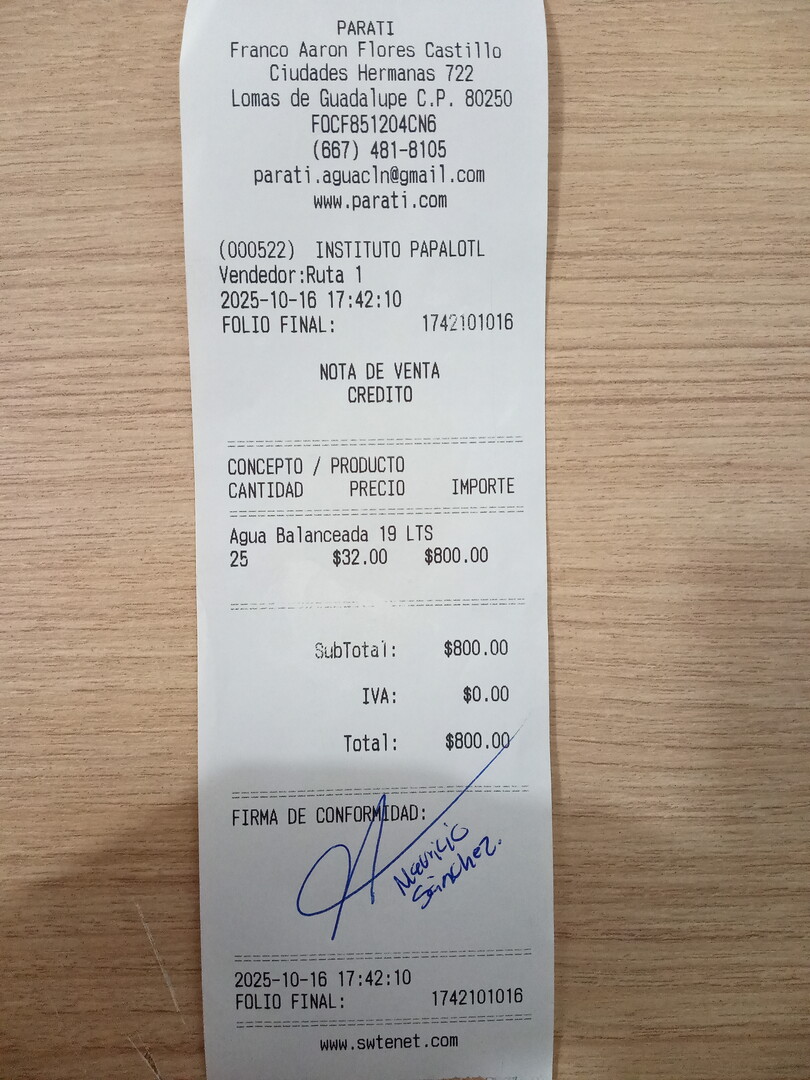 PARATI
Franco Aaron Flores Castillo
Ciudades Hermanas 722
Lomas de Guadalupe C.P. 80250
FOCF851204CN6
(667) 481-8105
parati.aguacln@gmail.com
www.parati.com
(000522) INSTITUTO PAPALOTL
Vendedor:Ruta 1
2025-10-16 17:42:10
FOLIO FINAL: 1742101016
NOTA DE VENTA
CREDITO
CONCEPTO / PRODUCTO
CANTIDAD PRECIO IMPORTE
Agua Balanceada 19 LTS
25 $32.00 $800.00
SubTotal: $800.00
IVA: $0.00
Total: $800.00
FIRMA DE CONFORMIDAD:
Mauricio
Sánchez.
2025-10-16 17:42:10
FOLIO FINAL: 1742101016
www.swtenet.com